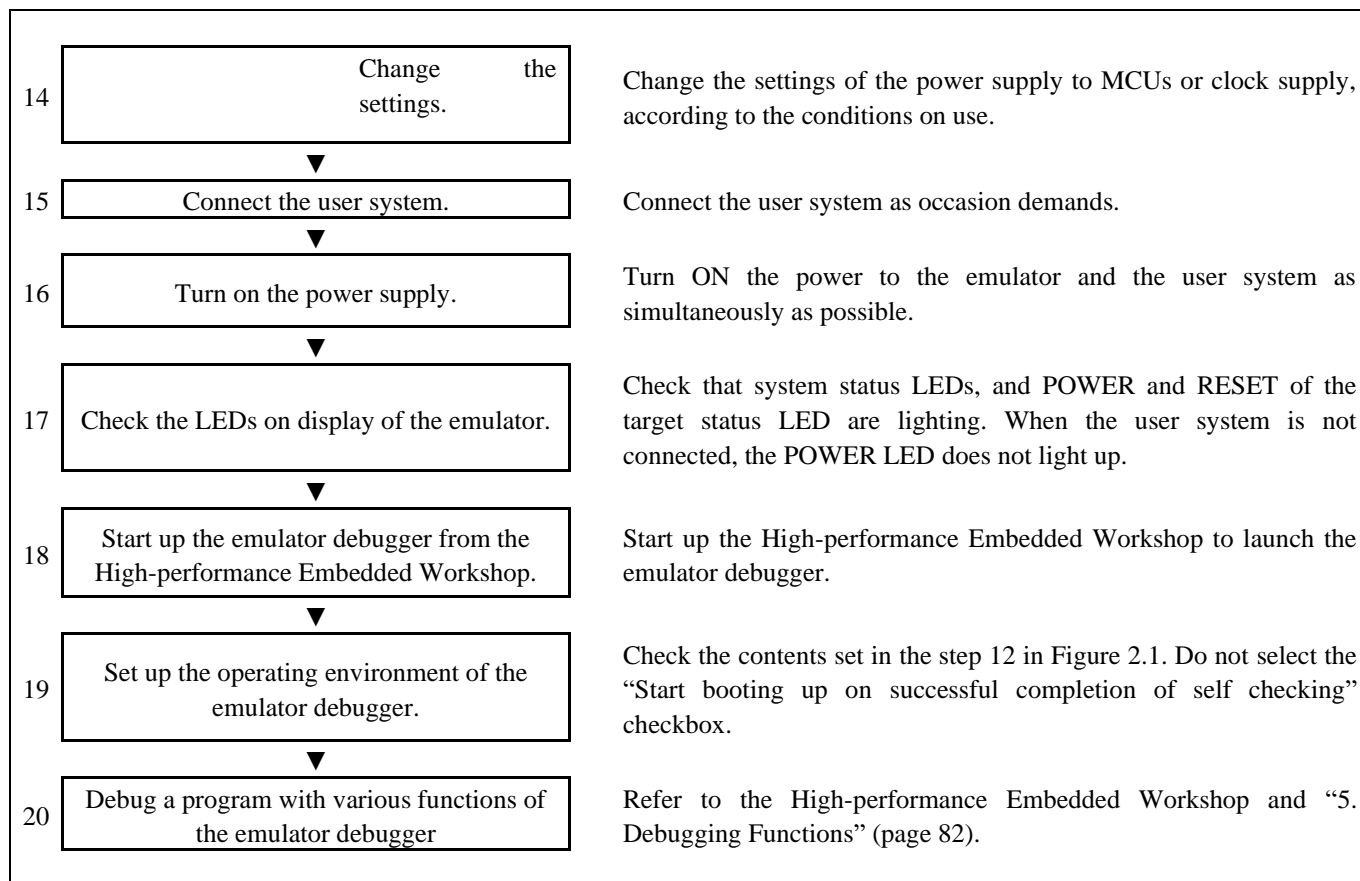 14
Change the
settings.
Change the settings of the power supply to MCUs or clock supply,
according to the conditions on use.
15
Connect the user system.
Connect the user system as occasion demands.
16
Turn on the power supply.
Turn ON the power to the emulator and the user system as
simultaneously as possible.
17
Check the LEDs on display of the emulator.
Check that system status LEDs, and POWER and RESET of the
target status LED are lighting. When the user system is not
connected, the POWER LED does not light up.
18
Start up the emulator debugger from the
High-performance Embedded Workshop.
Start up the High-performance Embedded Workshop to launch the
emulator debugger.
19
Set up the operating environment of the
emulator debugger.
Check the contents set in the step 12 in Figure 2.1. Do not select the
“Start booting up on successful completion of self checking”
checkbox.
20
Debug a program with various functions of
the emulator debugger
Refer to the High-performance Embedded Workshop and “5.
Debugging Functions” (page 82).